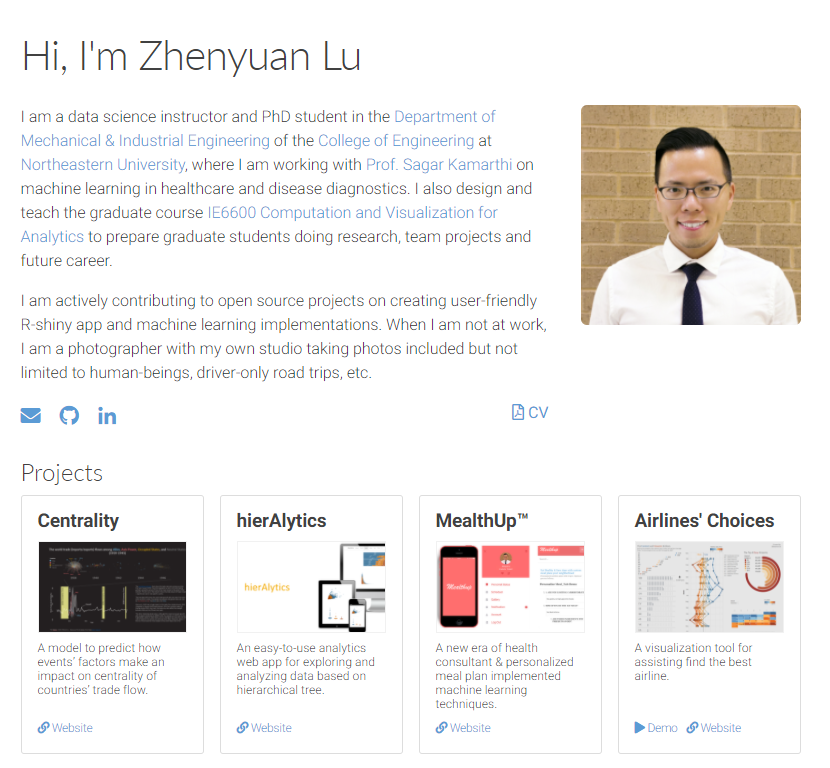 Hi, I'm Zhenyuan Lu
I am a data science instructor and PhD student in the Department of
Mechanical & Industrial Engineering of the College of Engineering at
Northeastern University, where I am working with Prof. Sagar Kamarthi on
machine learning in healthcare and disease diagnostics. I also design and
teach the graduate course IE6600 Computation and Visualization for
Analytics to prepare graduate students doing research, team projects and
future career.
I am actively contributing to open source projects on creating user-friendly
R-shiny app and machine learning implementations. When I am not at work,
I am a photographer with my own studio taking photos included but not
limited to human-beings, driver-only road trips, etc.
CV
Projects
Centrality
A model to predict how
events’ factors make an
impact on centrality of
countries’ trade flow.
Website
hierAlytics
hierAlytics
An easy-to-use analytics
web app for exploring and
analyzing data based on
hierarchical tree.
Website
MealthUp™
MealthUp
A new era of health
consultant & personalized
meal plan implemented
machine learning
techniques.
Website
Airlines' Choices
A visualization tool for
assisting find the best
airline.
Demo Website